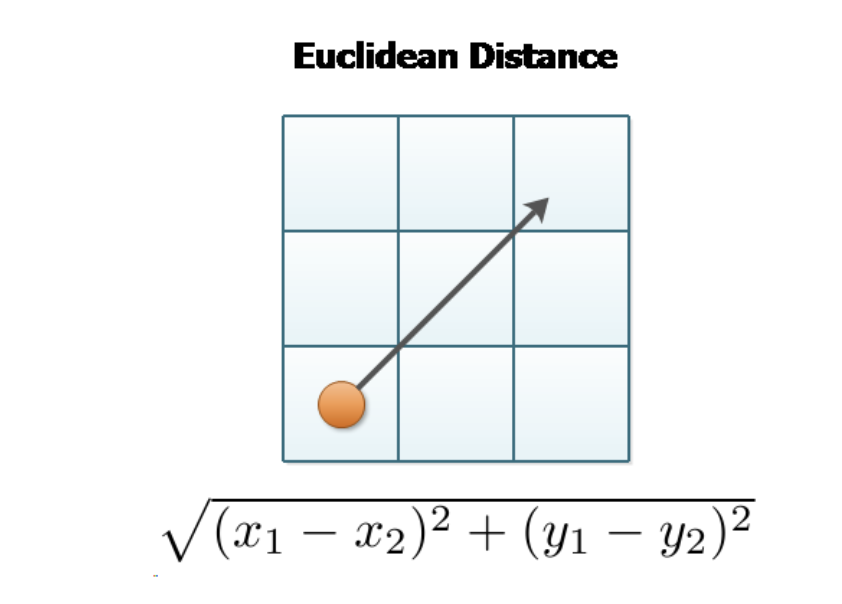 Euclidean Distance
√(x₁ − x₂)² + (y₁ − y₂)²